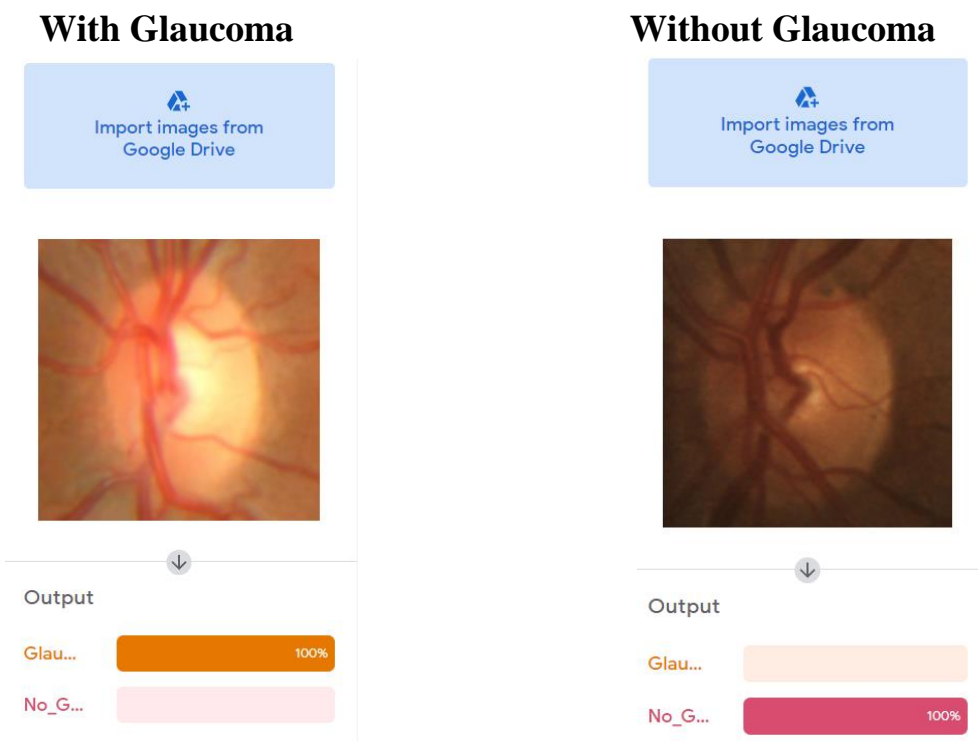 With Glaucoma
Import images from
Google Drive
Output
Glau...
100%
No_G...
Without Glaucoma
Import images from
Google Drive
Output
Glau...
No_G...
100%